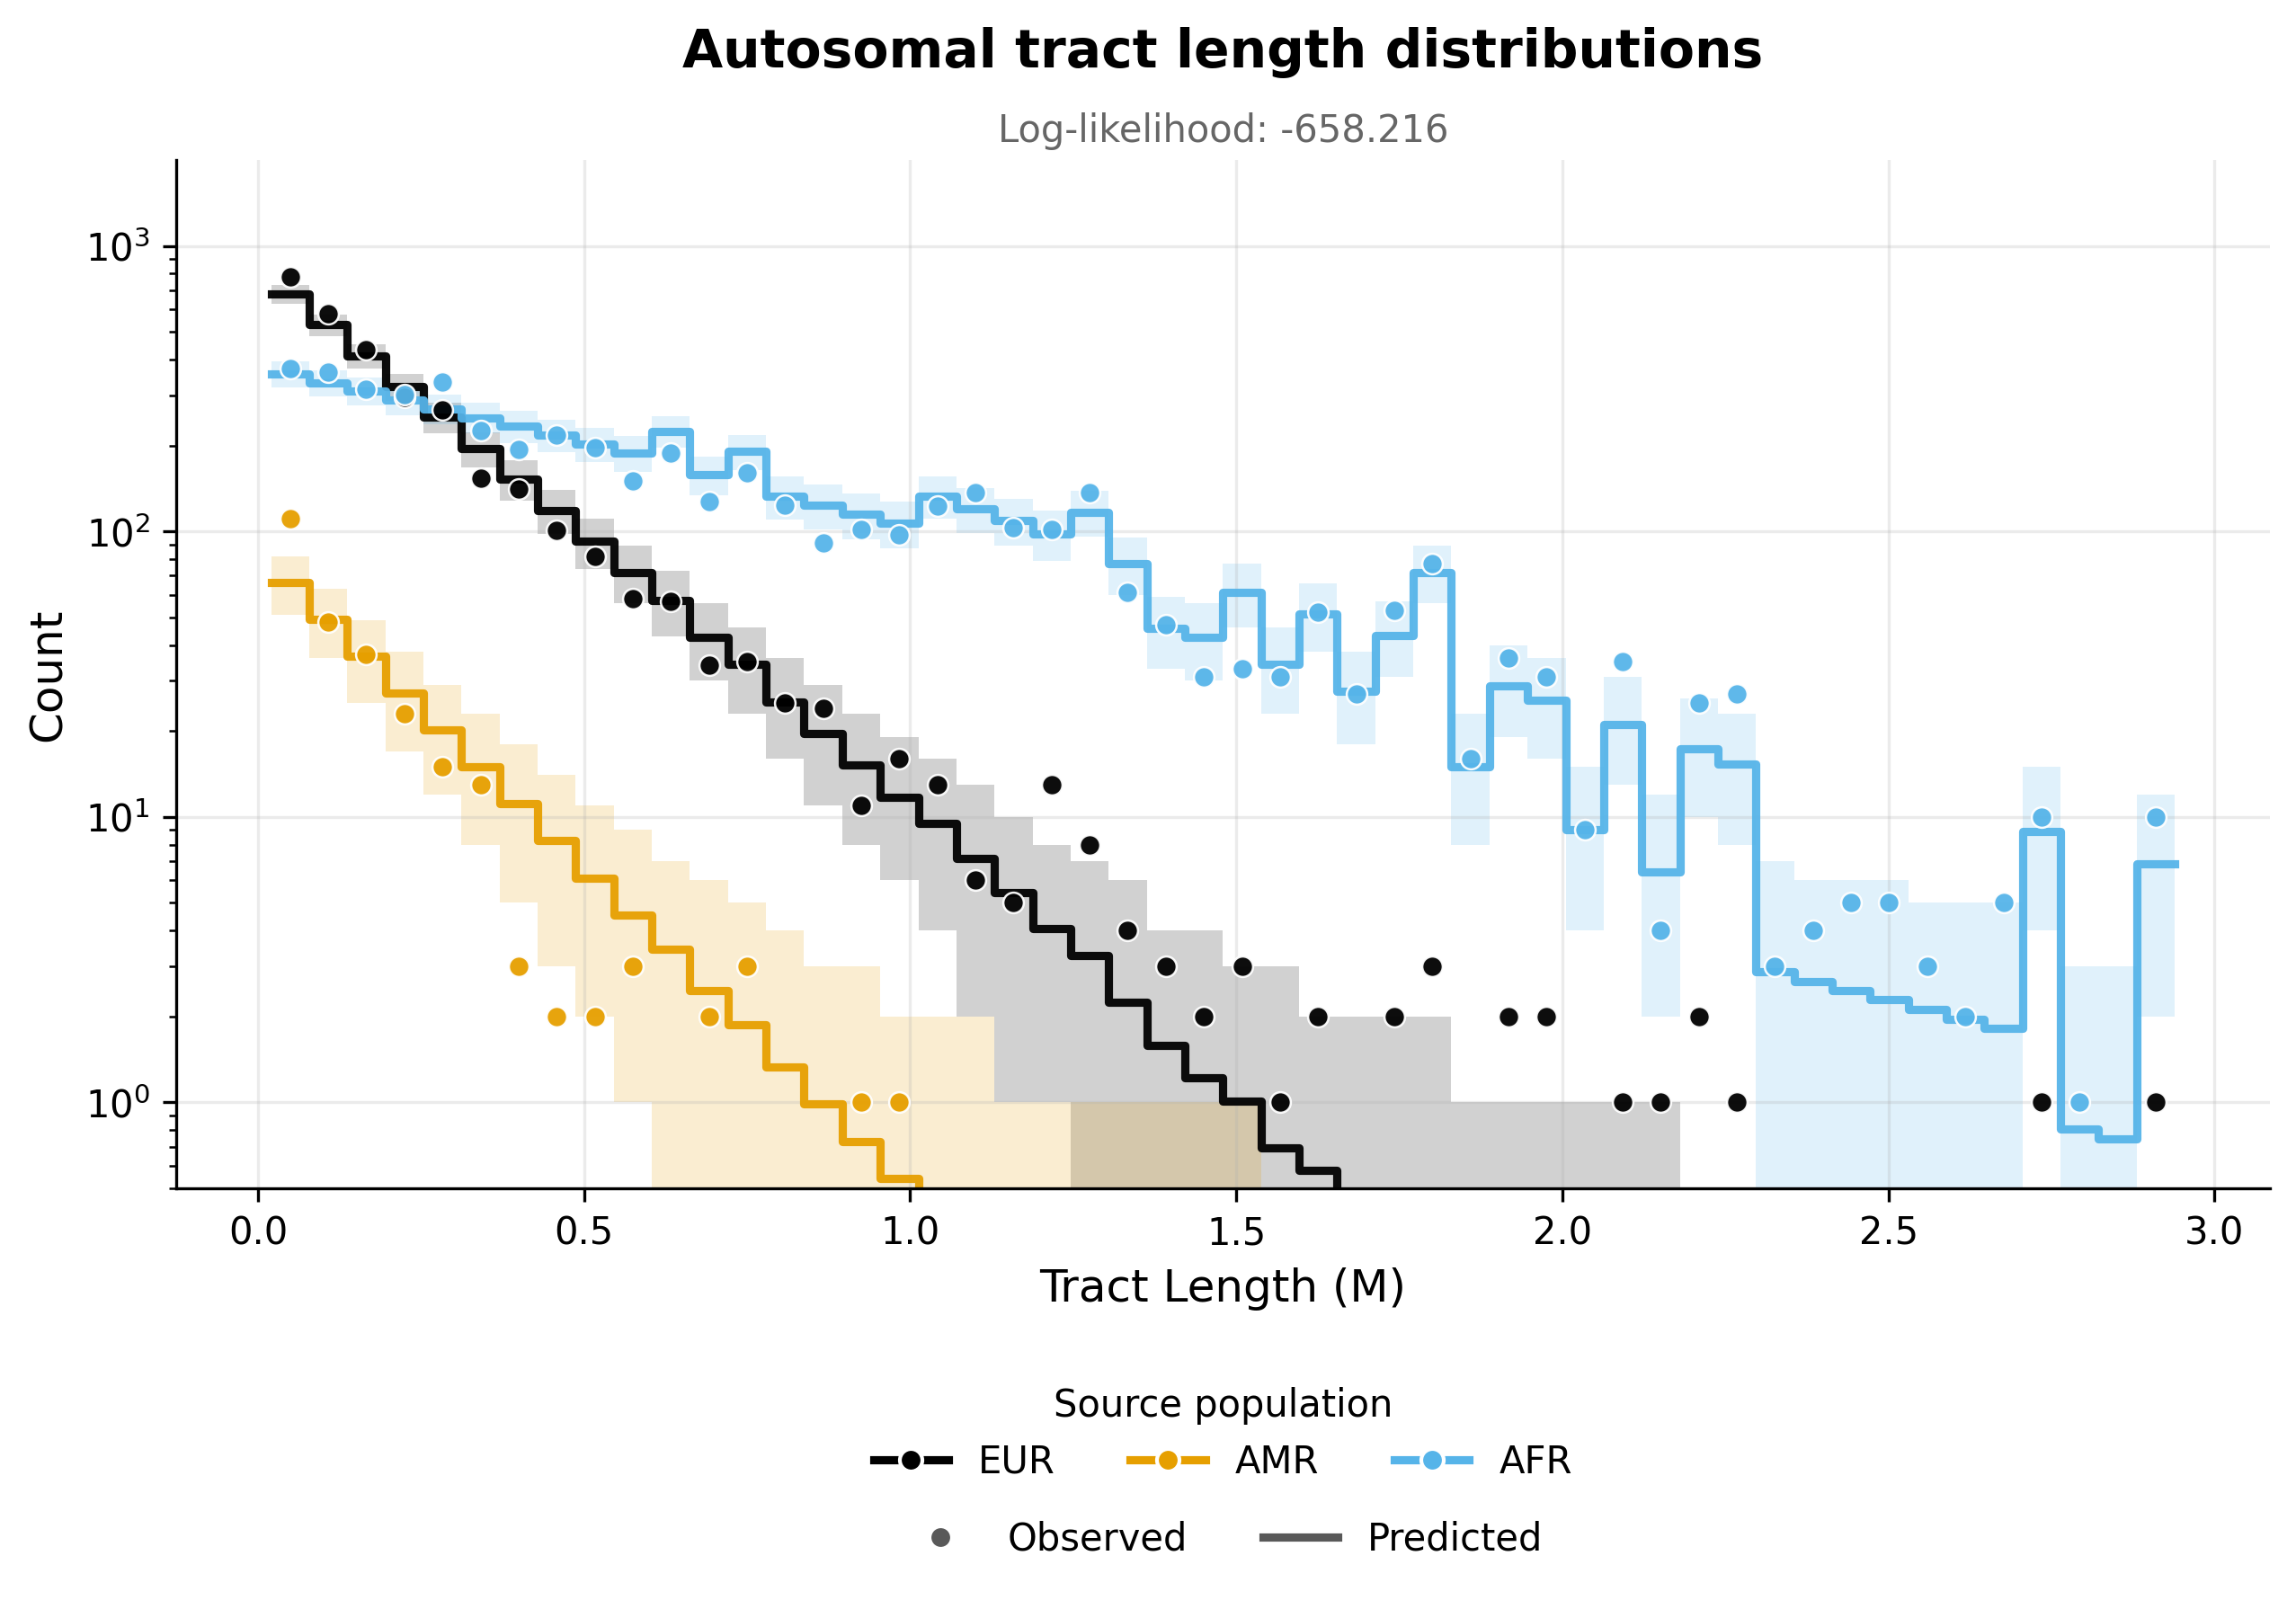 Autosomal tract length distributions
Log-likelihood: -658.216
Count
10³
10²
10¹
10⁰
0.0 0.5 1.0 1.5 2.0 2.5 3.0
Tract Length (M)
Source population
EUR AMR AFR
Observed Predicted